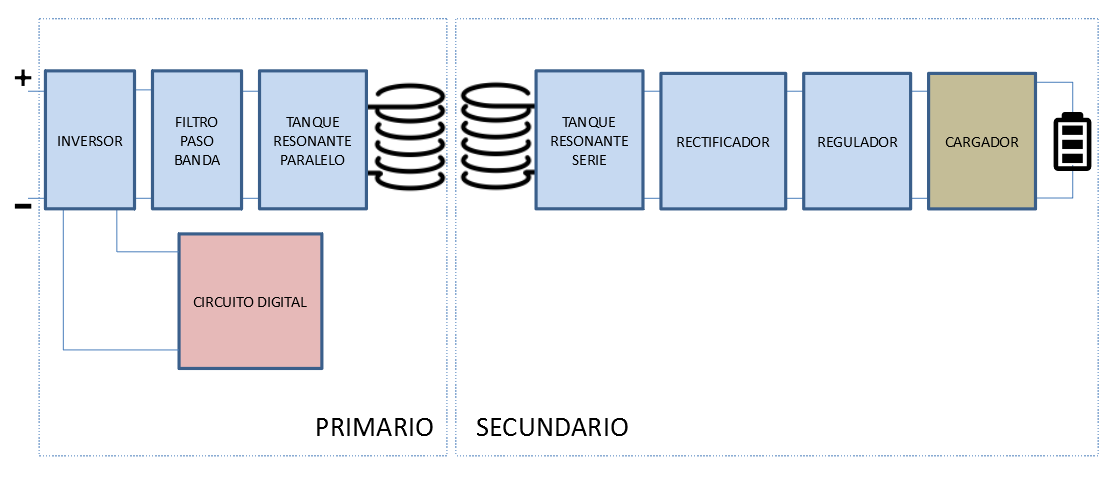 +
INVERSOR
FILTRO
PASO
BANDA
TANQUE
RESONANTE
PARALELO
TANQUE
RESONANTE
SERIE
RECTIFICADOR
REGULADOR
CARGADOR
-
CIRCUITO DIGITAL
PRIMARIO
SECUNDARIO